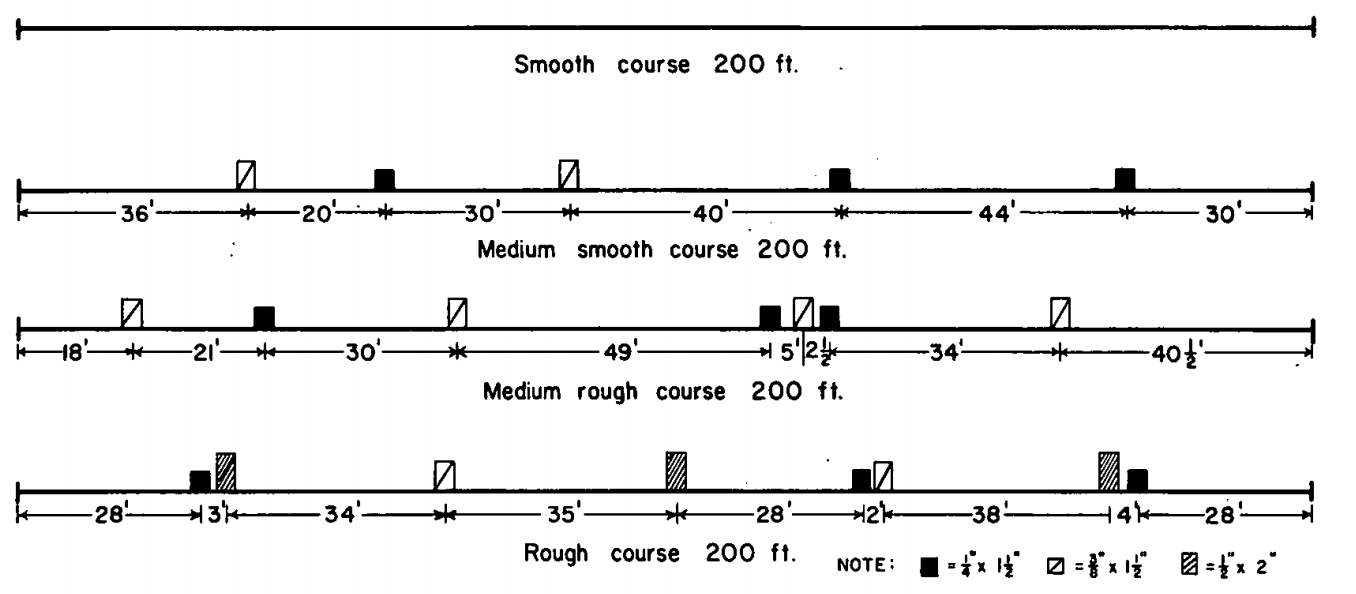 Smooth course 200 ft.
36' 20' 30' 40' 44' 30'
Medium smooth course 200 ft.
18' 21' 30' 49' 5' 2½ 34' 40½'
Medium rough course 200 ft.
28' 3' 34' 35' 28' 2' 38' 4' 28'
Rough course 200 ft.
NOTE: = ¼" x 1½" = ⅜" x 1½" = ½" x 2"